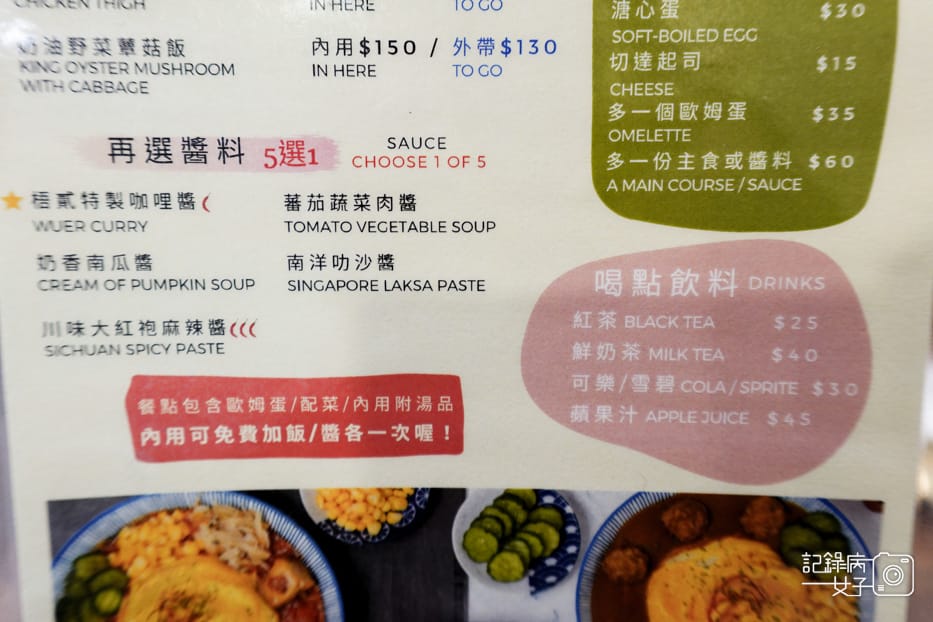 CHICKEN THIGH
IN HERE TO GO
奶油野菜蕈菇飯 內用$150 / 外帶$130
KING OYSTER MUSHROOM IN HERE TO GO
WITH CABBAGE
再選醬料 5選1 SAUCE
CHOOSE 1 OF 5
梧貳特製咖哩醬
WUER CURRY
蕃茄蔬菜肉醬
TOMATO VEGETABLE SOUP
奶香南瓜醬
CREAM OF PUMPKIN SOUP
南洋叻沙醬
SINGAPORE LAKSA PASTE
川味大紅袍麻辣醬
SICHUAN SPICY PASTE
餐點包含歐姆蛋/配菜/內用附湯品
內用可免費加飯/醬各一次喔！
溏心蛋 $30
SOFT-BOILED EGG
切達起司 $15
CHEESE
多一個歐姆蛋 $35
OMELETTE
多一份主食或醬料 $60
A MAIN COURSE / SAUCE
喝點飲料 DRINKS
紅茶 BLACK TEA $25
鮮奶茶 MILK TEA $40
可樂/雪碧 COLA / SPRITE $30
蘋果汁 APPLE JUICE $45
記錄病
女子